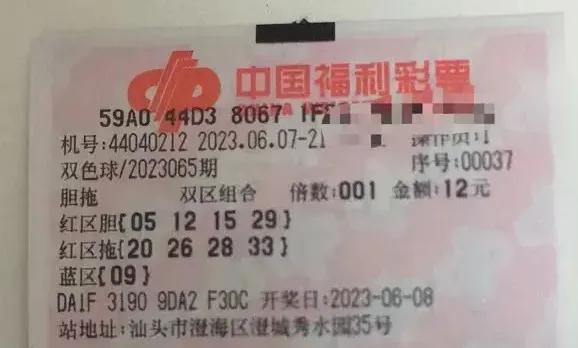 中国福利彩票
59A0 44D3 8067
机号:44040212 2023.06.07-21 操作员:1
双色球/2023065期 序号:00037
胆拖 双区组合 倍数:001 金额:12元
红区胆{05 12 15 29}
红区拖{20 26 28 33}
蓝区{09}
DA1F 3190 9DA2 F30C 开奖日:2023-06-08
站地址:汕头市澄海区澄城秀水园35号